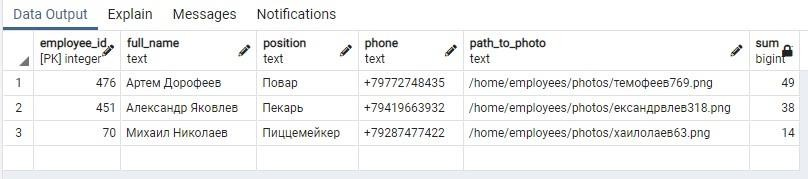 Data Output Explain Messages Notifications
employee_id full_name position phone path_to_photo sum
[PK] integer text text text text bigint
1 476 Артем Дорофеев Повар +79772748435 /home/employees/photos/темофеев769.png 49
2 451 Александр Яковлев Пекарь +79419663932 /home/employees/photos/ександрвлев318.png 38
3 70 Михаил Николаев Пиццемейкер +79287477422 /home/employees/photos/хаилолаев63.png 14